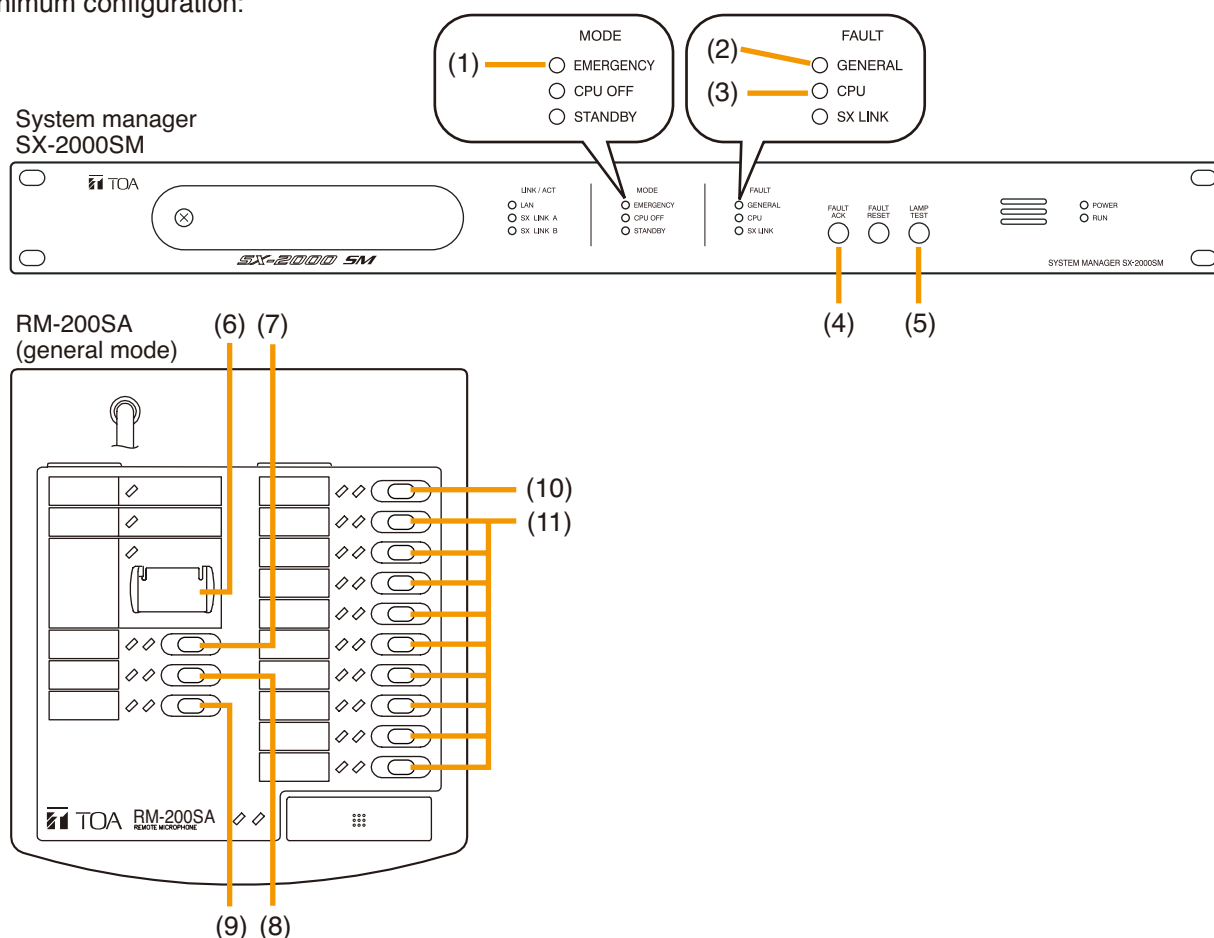 nimum configuration:
MODE
(1) EMERGENCY
CPU OFF
STANDBY
FAULT
(2) GENERAL
(3) CPU
SX LINK
System manager
SX-2000SM
TOA
LINK / ACT
LAN
SX LINK A
SX LINK B
MODE
EMERGENCY
CPU OFF
STANDBY
FAULT
GENERAL
CPU
SX LINK
FAULT ACK
FAULT RESET
LAMP TEST
POWER
RUN
SX-2000 SM
SYSTEM MANAGER SX-2000SM
(4) (5)
RM-200SA
(general mode)
(6) (7)
(10)
(11)
TOA RM-200SA
REMOTE MICROPHONE
(9) (8)